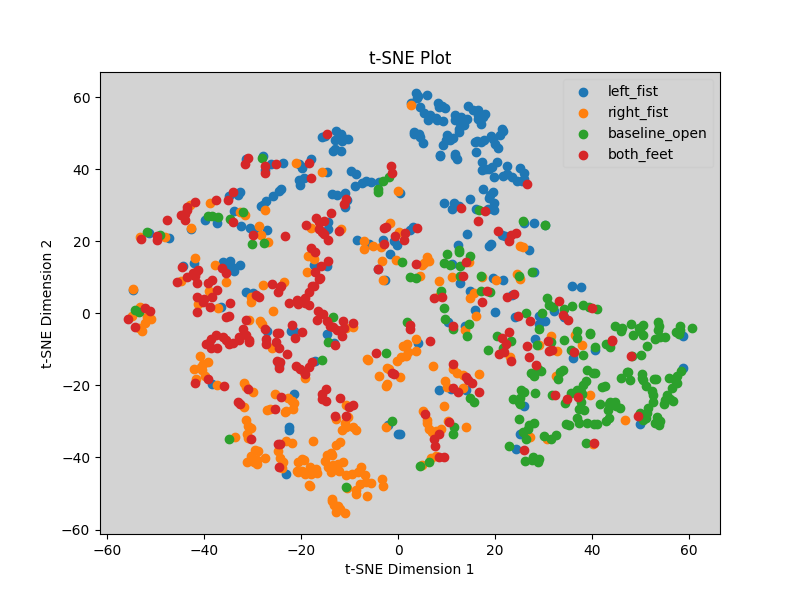 t-SNE Plot
left_fist
right_fist
baseline_open
both_feet
t-SNE Dimension 2
60
40
20
0
−20
−40
−60
−60 −40 −20 0 20 40 60
t-SNE Dimension 1